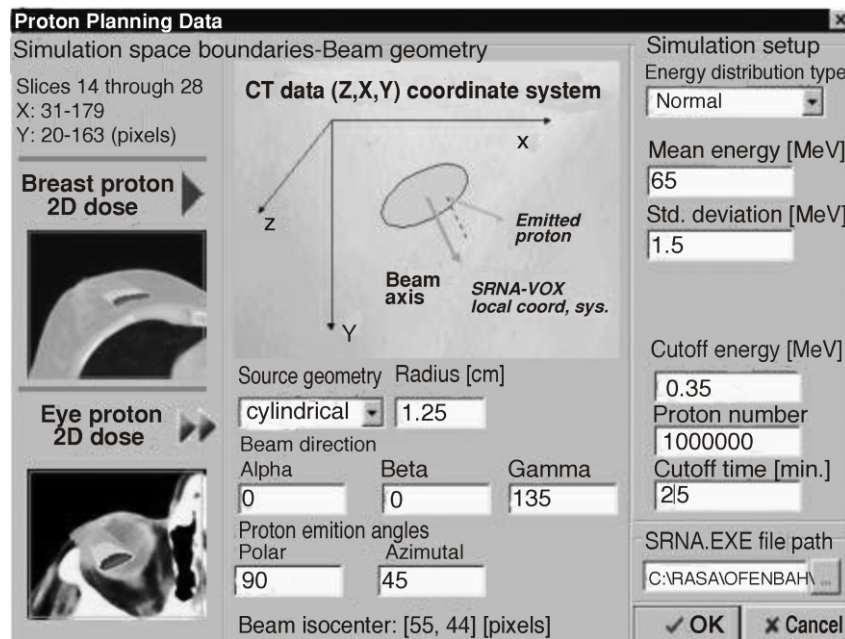 Proton Planning Data
Simulation space boundaries-Beam geometry
Slices 14 through 28
X: 31-179
Y: 20-163 (pixels)
Breast proton
2D dose
Eye proton
2D dose
CT data (Z,X,Y) coordinate system
X
Z
Y
Emitted
proton
Beam
axis
SRNA-VOX
local coord, sys.
Source geometry Radius [cm]
cylindrical 1.25
Beam direction
Alpha Beta Gamma
0 0 135
Proton emition angles
Polar Azimutal
90 45
Beam isocenter: [55, 44] [pixels]
Simulation setup
Energy distribution type
Normal
Mean energy [MeV]
65
Std. deviation [MeV]
1.5
Cutoff energy [MeV]
0.35
Proton number
1000000
Cutoff time [min.]
25
SRNA.EXE file path
C:\RASA\OFENBAH\ ...
OK Cancel